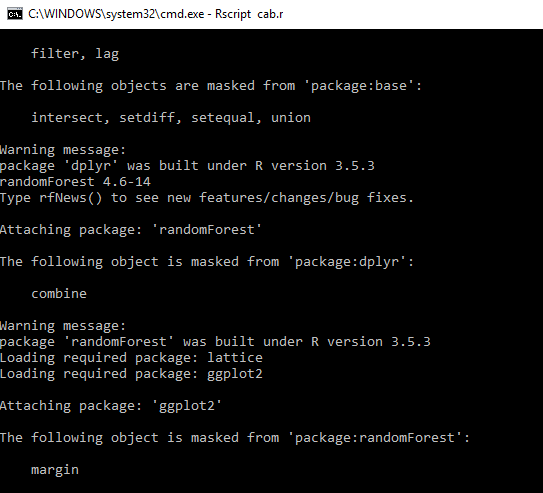 C:\WINDOWS\system32\cmd.exe - Rscript cab.r
filter, lag
The following objects are masked from 'package:base':
intersect, setdiff, setequal, union
Warning message:
package 'dplyr' was built under R version 3.5.3
randomForest 4.6-14
Type rfNews() to see new features/changes/bug fixes.
Attaching package: 'randomForest'
The following object is masked from 'package:dplyr':
combine
Warning message:
package 'randomForest' was built under R version 3.5.3
Loading required package: lattice
Loading required package: ggplot2
Attaching package: 'ggplot2'
The following object is masked from 'package:randomForest':
margin